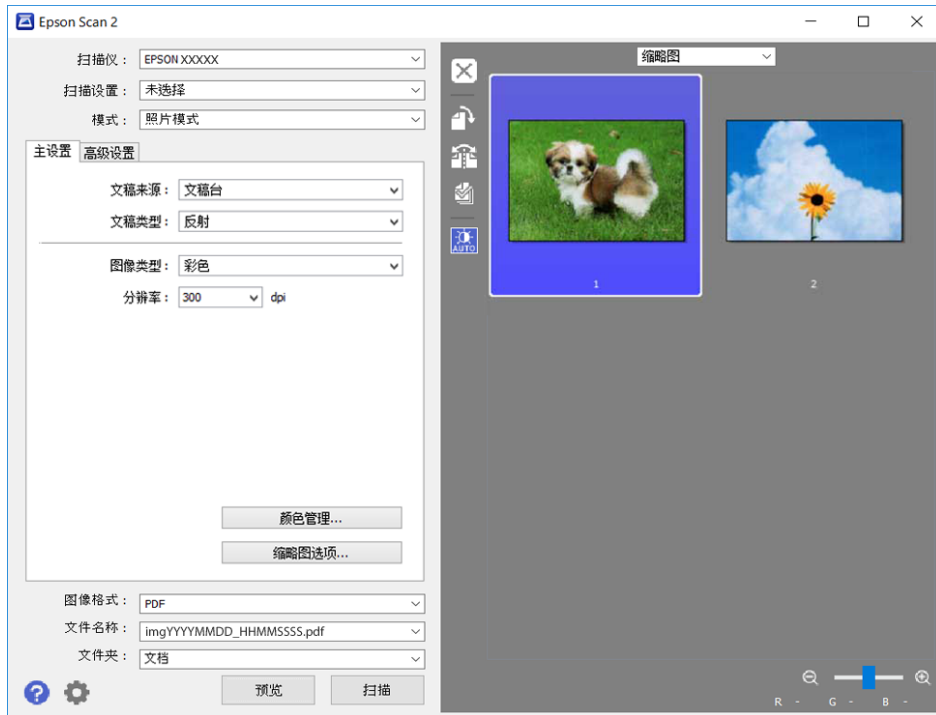 Epson Scan 2
扫描仪： EPSON XXXXX
扫描设置： 未选择
模式： 照片模式
主设置 高级设置
文稿来源： 文稿台
文稿类型： 反射
图像类型： 彩色
分辨率： 300 dpi
颜色管理...
缩略图选项...
图像格式： PDF
文件名称： imgYYYYMMDD_HHMMSSSS.pdf
文件夹： 文档
预览 扫描
缩略图
AUTO
1 2
R - G - B -